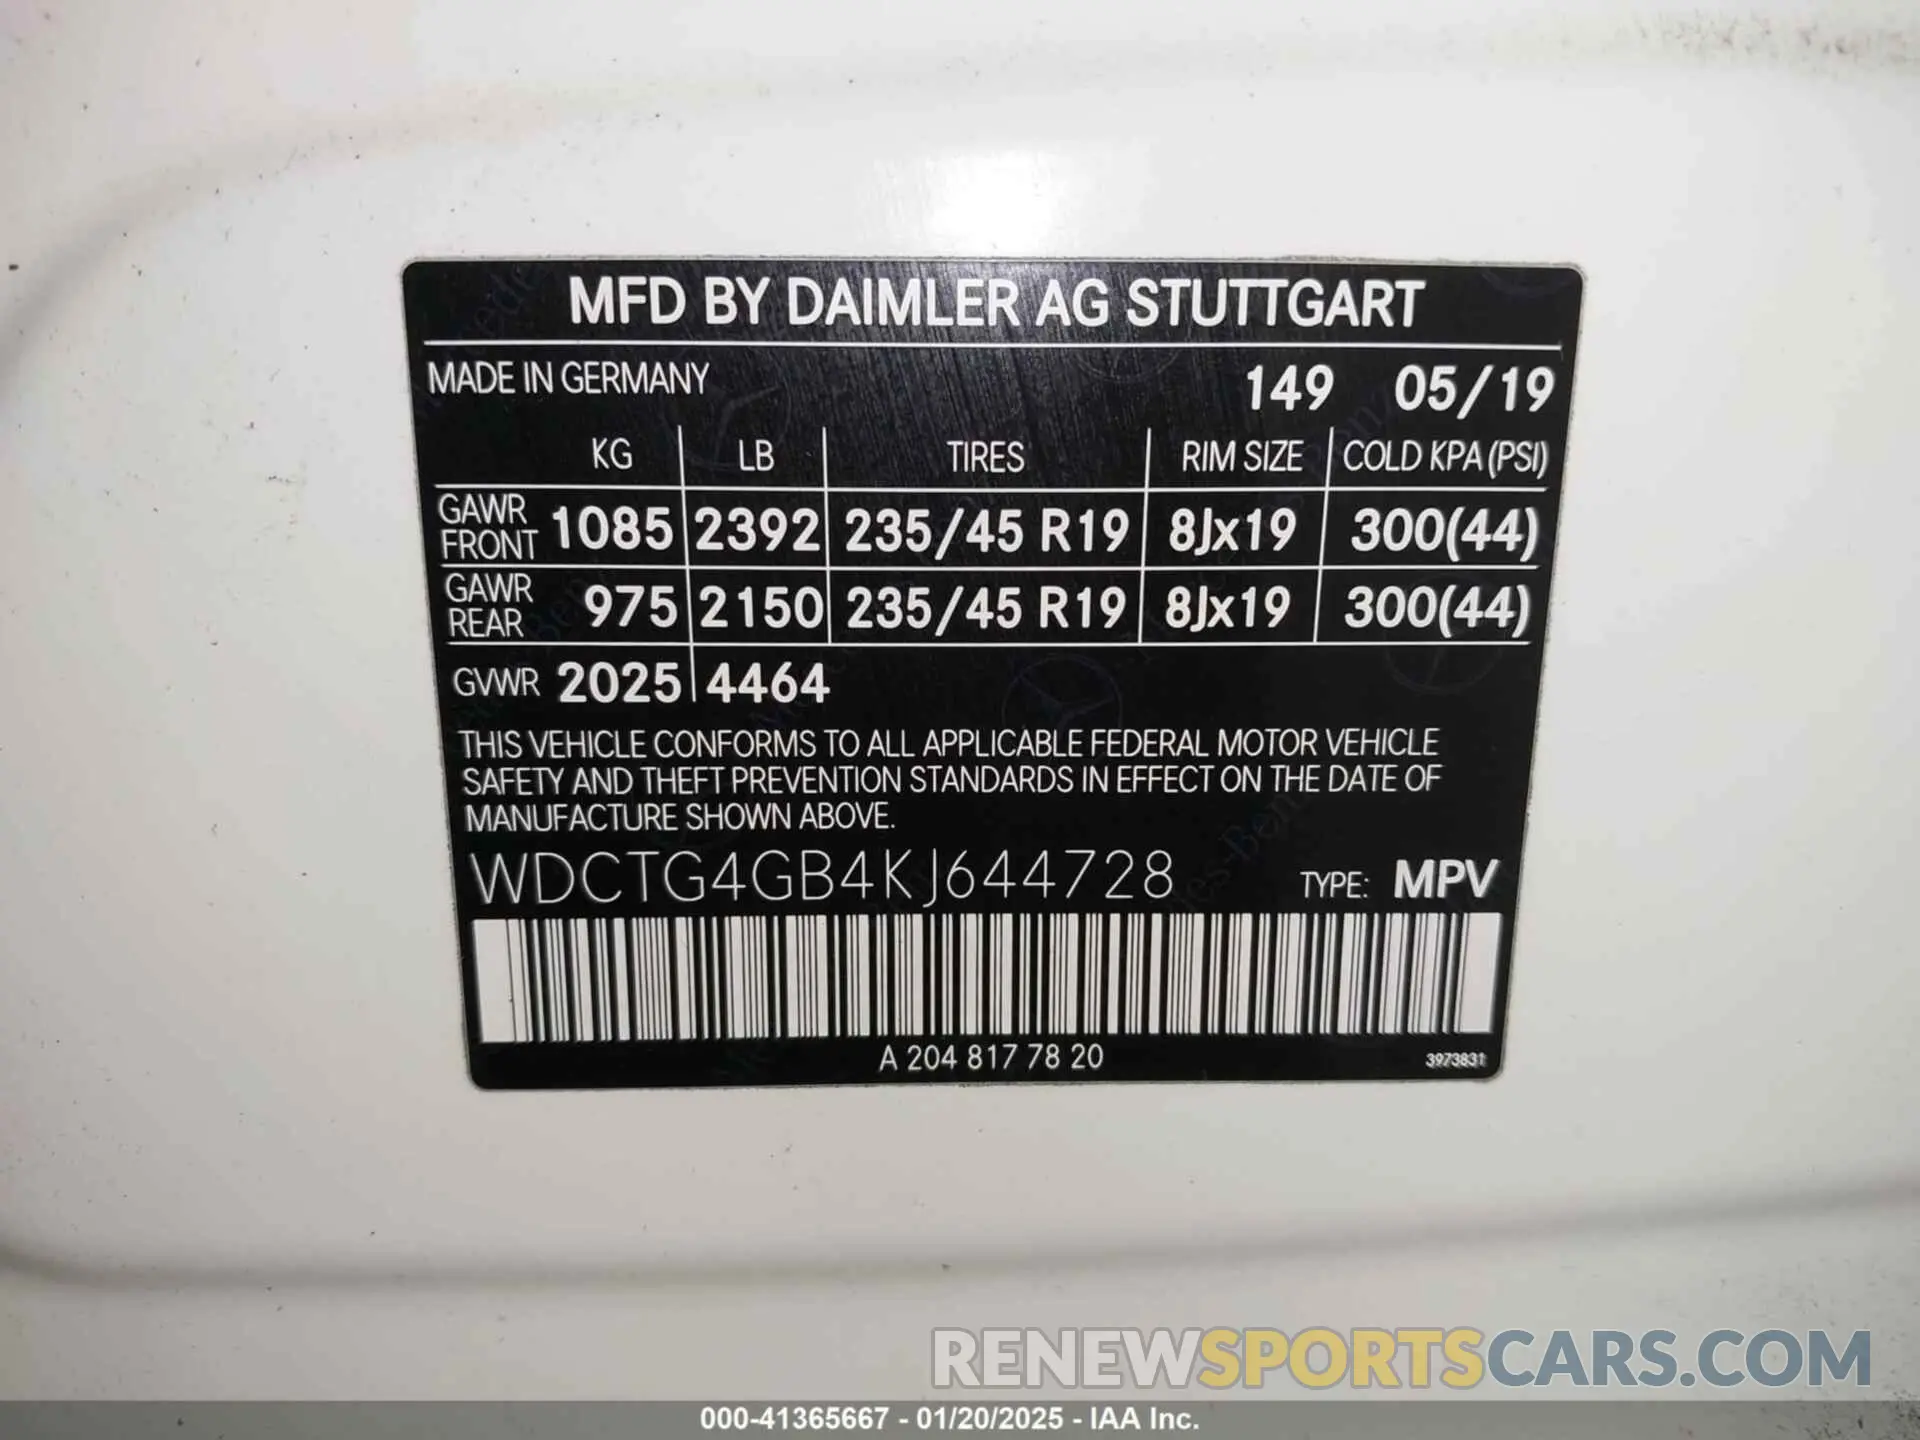 MFD BY DAIMLER AG STUTTGART
MADE IN GERMANY 149 05/19
KG LB TIRES RIM SIZE COLD KPA (PSI)
GAWR FRONT 1085 2392 235/45 R19 8Jx19 300(44)
GAWR REAR 975 2150 235/45 R19 8Jx19 300(44)
GVWR 2025 4464
THIS VEHICLE CONFORMS TO ALL APPLICABLE FEDERAL MOTOR VEHICLE
SAFETY AND THEFT PREVENTION STANDARDS IN EFFECT ON THE DATE OF
MANUFACTURE SHOWN ABOVE.
WDCTG4GB4KJ644728 TYPE: MPV
A 204 817 78 20 3973831
RENEWSPORTSCARS.COM
000-41365667 - 01/20/2025 - IAA Inc.